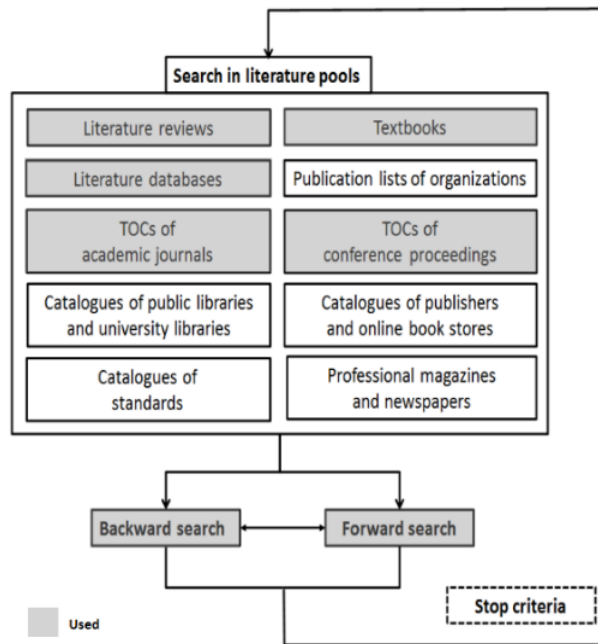 Search in literature pools
Literature reviews
Textbooks
Literature databases
Publication lists of organizations
TOCs of
academic journals
TOCs of
conference proceedings
Catalogues of public libraries
and university libraries
Catalogues of publishers
and online book stores
Catalogues of
standards
Professional magazines
and newspapers
Backward search
Forward search
Stop criteria
Used